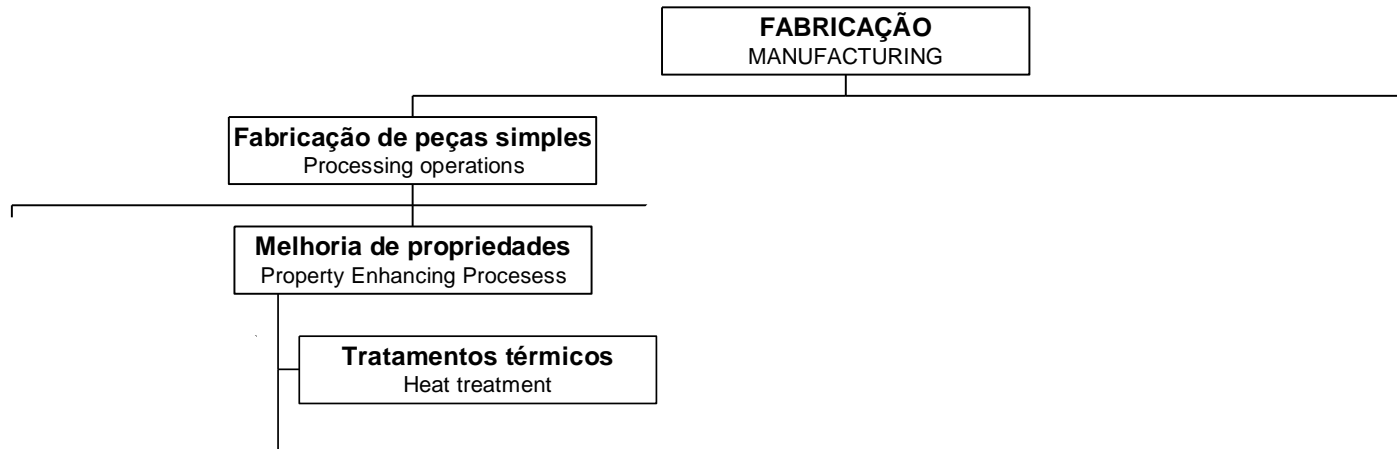 FABRICAÇÃO
MANUFACTURING
Fabricação de peças simples
Processing operations
Melhoria de propriedades
Property Enhancing Procesess
Tratamentos térmicos
Heat treatment